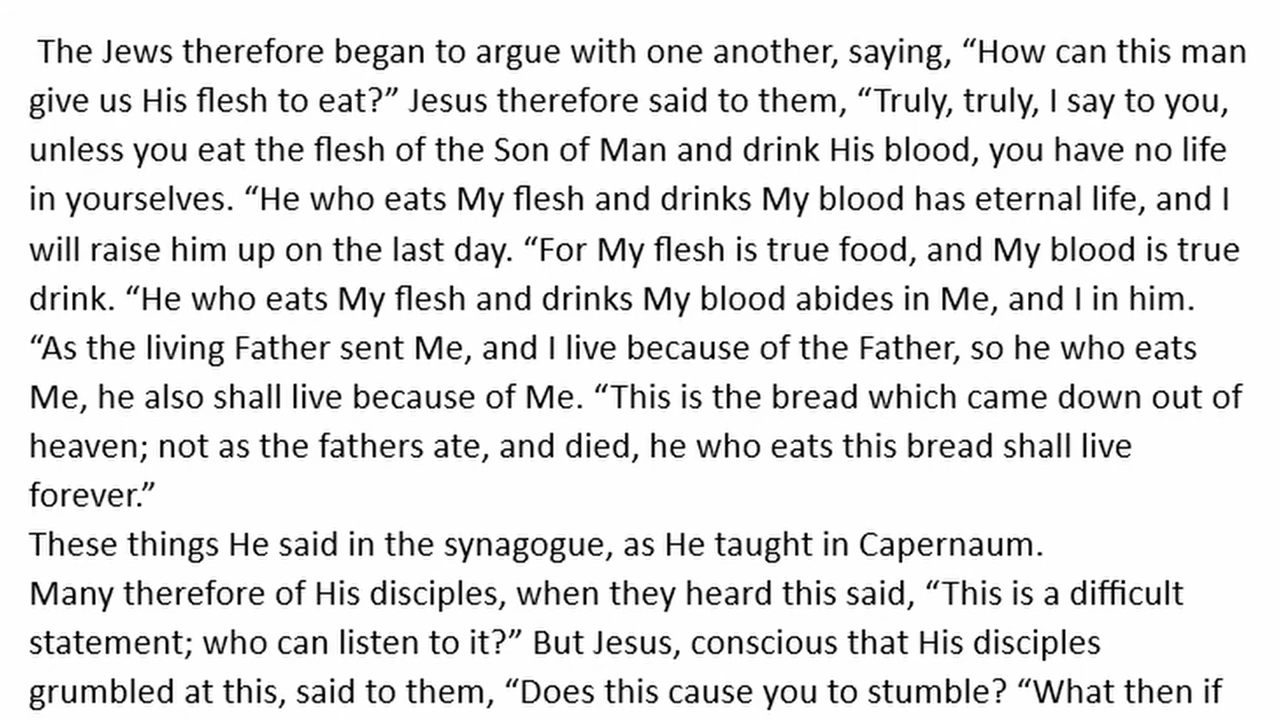 The Jews therefore began to argue with one another, saying, “How can this man
give us His flesh to eat?” Jesus therefore said to them, “Truly, truly, I say to you,
unless you eat the flesh of the Son of Man and drink His blood, you have no life
in yourselves. “He who eats My flesh and drinks My blood has eternal life, and I
will raise him up on the last day. “For My flesh is true food, and My blood is true
drink. “He who eats My flesh and drinks My blood abides in Me, and I in him.
“As the living Father sent Me, and I live because of the Father, so he who eats
Me, he also shall live because of Me. “This is the bread which came down out of
heaven; not as the fathers ate, and died, he who eats this bread shall live
forever.”
These things He said in the synagogue, as He taught in Capernaum.
Many therefore of His disciples, when they heard this said, “This is a difficult
statement; who can listen to it?” But Jesus, conscious that His disciples
grumbled at this, said to them, “Does this cause you to stumble? “What then if